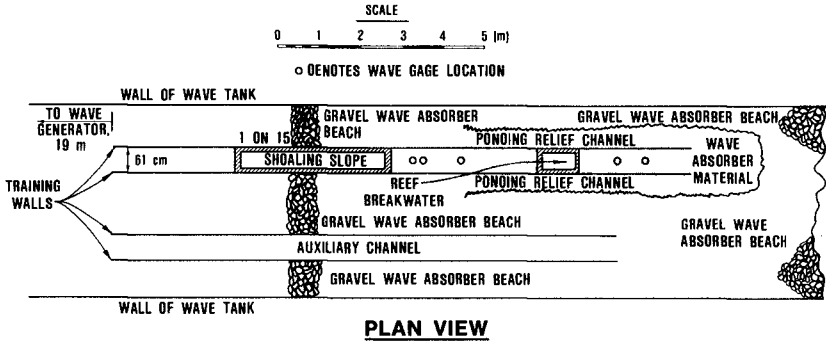 SCALE
0 1 2 3 4 5 (m)
O DENOTES WAVE GAGE LOCATION
WALL OF WAVE TANK
TO WAVE
GENERATOR,
19 m
GRAVEL WAVE ABSORBER
BEACH
GRAVEL WAVE ABSORBER BEACH
1 ON 15
PONDING RELIEF CHANNEL
61 cm
SHOALING SLOPE
WAVE
ABSORBER
MATERIAL
TRAINING
WALLS
REEF
BREAKWATER
PONDING RELIEF CHANNEL
GRAVEL WAVE ABSORBER BEACH
GRAVEL WAVE
ABSORBER BEACH
AUXILIARY CHANNEL
GRAVEL WAVE ABSORBER BEACH
WALL OF WAVE TANK
PLAN VIEW